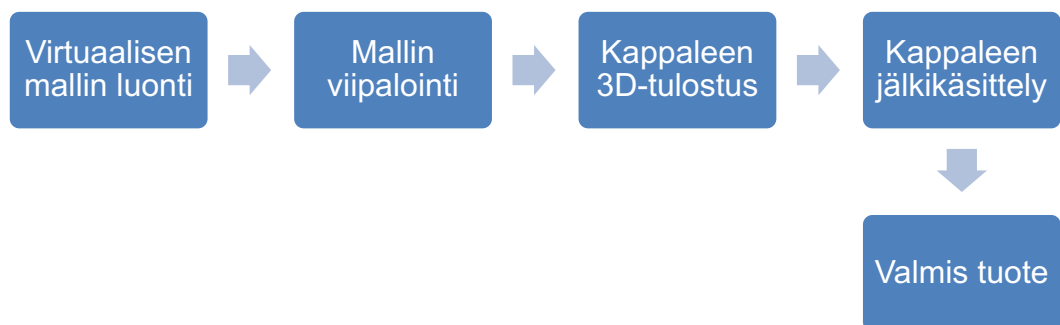 Virtuaalisen
mallin luonti
Mallin
viipalointi
Kappaleen
3D-tulostus
Kappaleen
jälkikäsittely
Valmis tuote